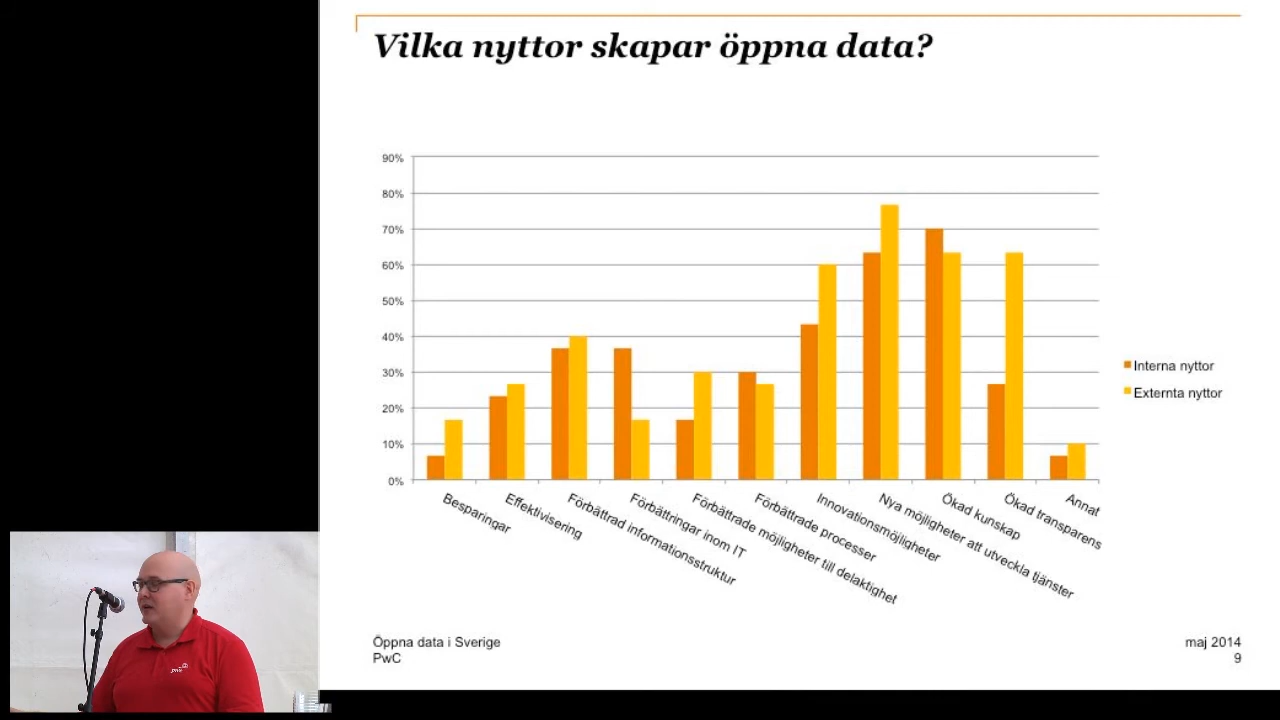 Vilka nyttor skapar öppna data?
90%
80%
70%
60%
50%
40%
30%
20%
10%
0%
Interna nyttor
Externta nyttor
Besparingar
Effektivisering
Förbättrad informationsstruktur
Förbättringar inom IT
Förbättrade möjligheter till delaktighet
Förbättrade processer
Innovationsmöjligheter
Nya möjligheter att utveckla tjänster
Ökad kunskap
Ökad transparens
Annat
Öppna data i Sverige
PwC
maj 2014
9
pwc